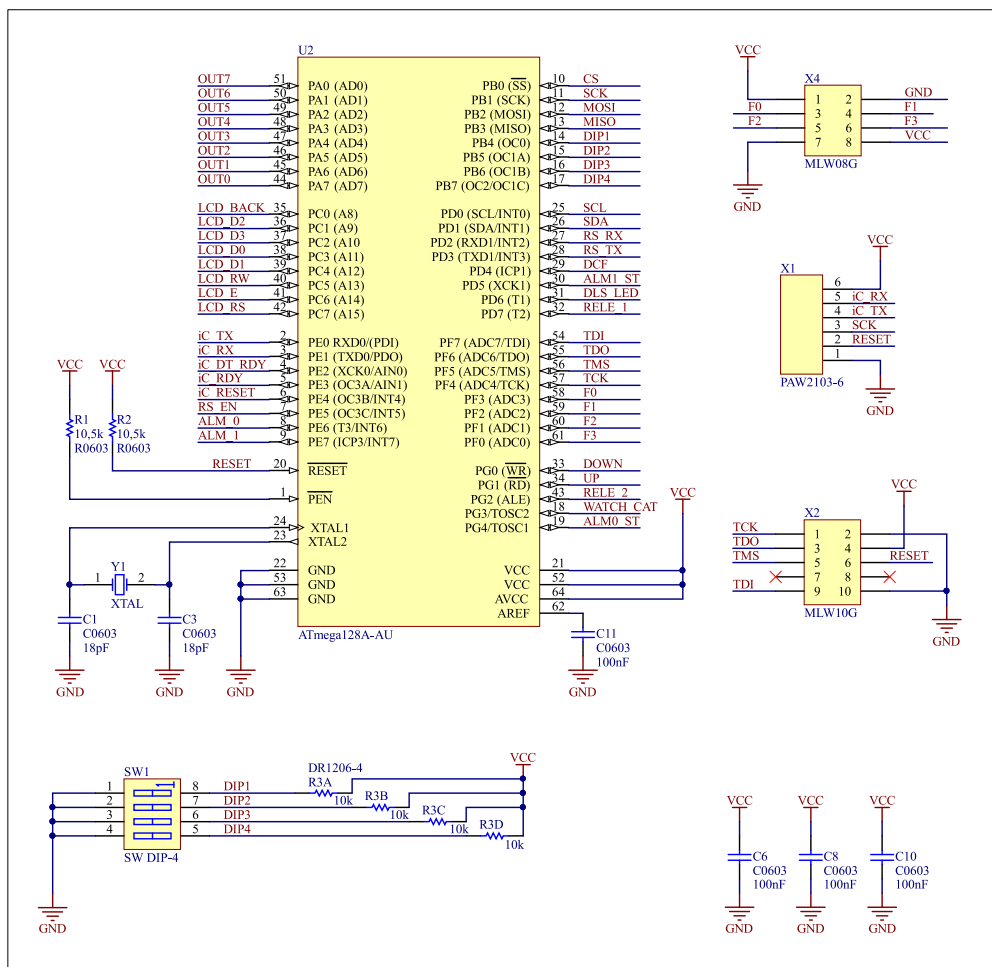 U2
OUT7 51 PA0 (AD0) PB0 (SS) 10 CS
OUT6 50 PA1 (AD1) PB1 (SCK) 11 SCK
OUT5 49 PA2 (AD2) PB2 (MOSI) 12 MOSI
OUT4 48 PA3 (AD3) PB3 (MISO) 13 MISO
OUT3 47 PA4 (AD4) PB4 (OC0) 14 DIP1
OUT2 46 PA5 (AD5) PB5 (OC1A) 15 DIP2
OUT1 45 PA6 (AD6) PB6 (OC1B) 16 DIP3
OUT0 44 PA7 (AD7) PB7 (OC2/OC1C) 17 DIP4
LCD_BACK 35 PC0 (A8) PD0 (SCL/INT0) 25 SCL
LCD_D2 36 PC1 (A9) PD1 (SDA/INT1) 26 SDA
LCD_D3 37 PC2 (A10 PD2 (RXD1/INT2) 27 RS_RX
LCD_D0 38 PC3 (A11) PD3 (TXD1/INT3) 28 RS_TX
LCD_D1 39 PC4 (A12) PD4 (ICP1) 29 DCF
LCD_RW 40 PC5 (A13) PD5 (XCK1) 30 ALM1_ST
LCD_E 41 PC6 (A14) PD6 (T1) 31 DLS_LED
LCD_RS 42 PC7 (A15) PD7 (T2) 32 RELE_1
iC_TX 2 PE0 RXD0/(PDI) PF7 (ADC7/TDI) 54 TDI
iC_RX 3 PE1 (TXD0/PDO) PF6 (ADC6/TDO) 55 TDO
iC_DT_RDY 4 PE2 (XCK0/AIN0) PF5 (ADC5/TMS) 56 TMS
iC_RDY 5 PE3 (OC3A/AIN1) PF4 (ADC4/TCK) 57 TCK
iC_RESET 6 PE4 (OC3B/INT4) PF3 (ADC3) 58 F0
RS_EN 7 PE5 (OC3C/INT5) PF2 (ADC2) 59 F1
ALM_0 8 PE6 (T3/INT6) PF1 (ADC1) 60 F2
ALM_1 9 PE7 (ICP3/INT7) PF0 (ADC0) 61 F3
RESET 20 RESET PG0 (WR) 33 DOWN
PG1 (RD) 34 UP
1 PEN PG2 (ALE) 43 RELE_2
PG3/TOSC2 18 WATCH_CAT
24 XTAL1 PG4/TOSC1 19 ALM0_ST
23 XTAL2
22 GND VCC 21
53 GND VCC 52
63 GND AVCC 64
AREF 62
ATmega128A-AU
VCC VCC
R1 R2
10,5k 10,5k
R0603 R0603
Y1
1 2
XTAL
C1
C0603
18pF
C3
C0603
18pF
GND GND GND
VCC
C11
C0603
100nF
GND
VCC
X4
1 2 GND
F0 3 4 F1
F2 5 6 F3
7 8 VCC
MLW08G
GND
VCC
X1
6
5 iC_RX
4 iC_TX
3 SCK
2 RESET
1
PAW2103-6
GND
VCC
X2
TCK 1 2
TDO 3 4
TMS 5 6 RESET
7 8
TDI 9 10
MLW10G
GND
SW1
1 8 DIP1
2 7 DIP2
3 6 DIP3
4 5 DIP4
1
SW DIP-4
GND
VCC
DR1206-4
R3A
10k
R3B
10k
R3C
10k
R3D
10k
VCC VCC VCC
C6 C8 C10
C0603 C0603 C0603
100nF 100nF 100nF
GND GND GND